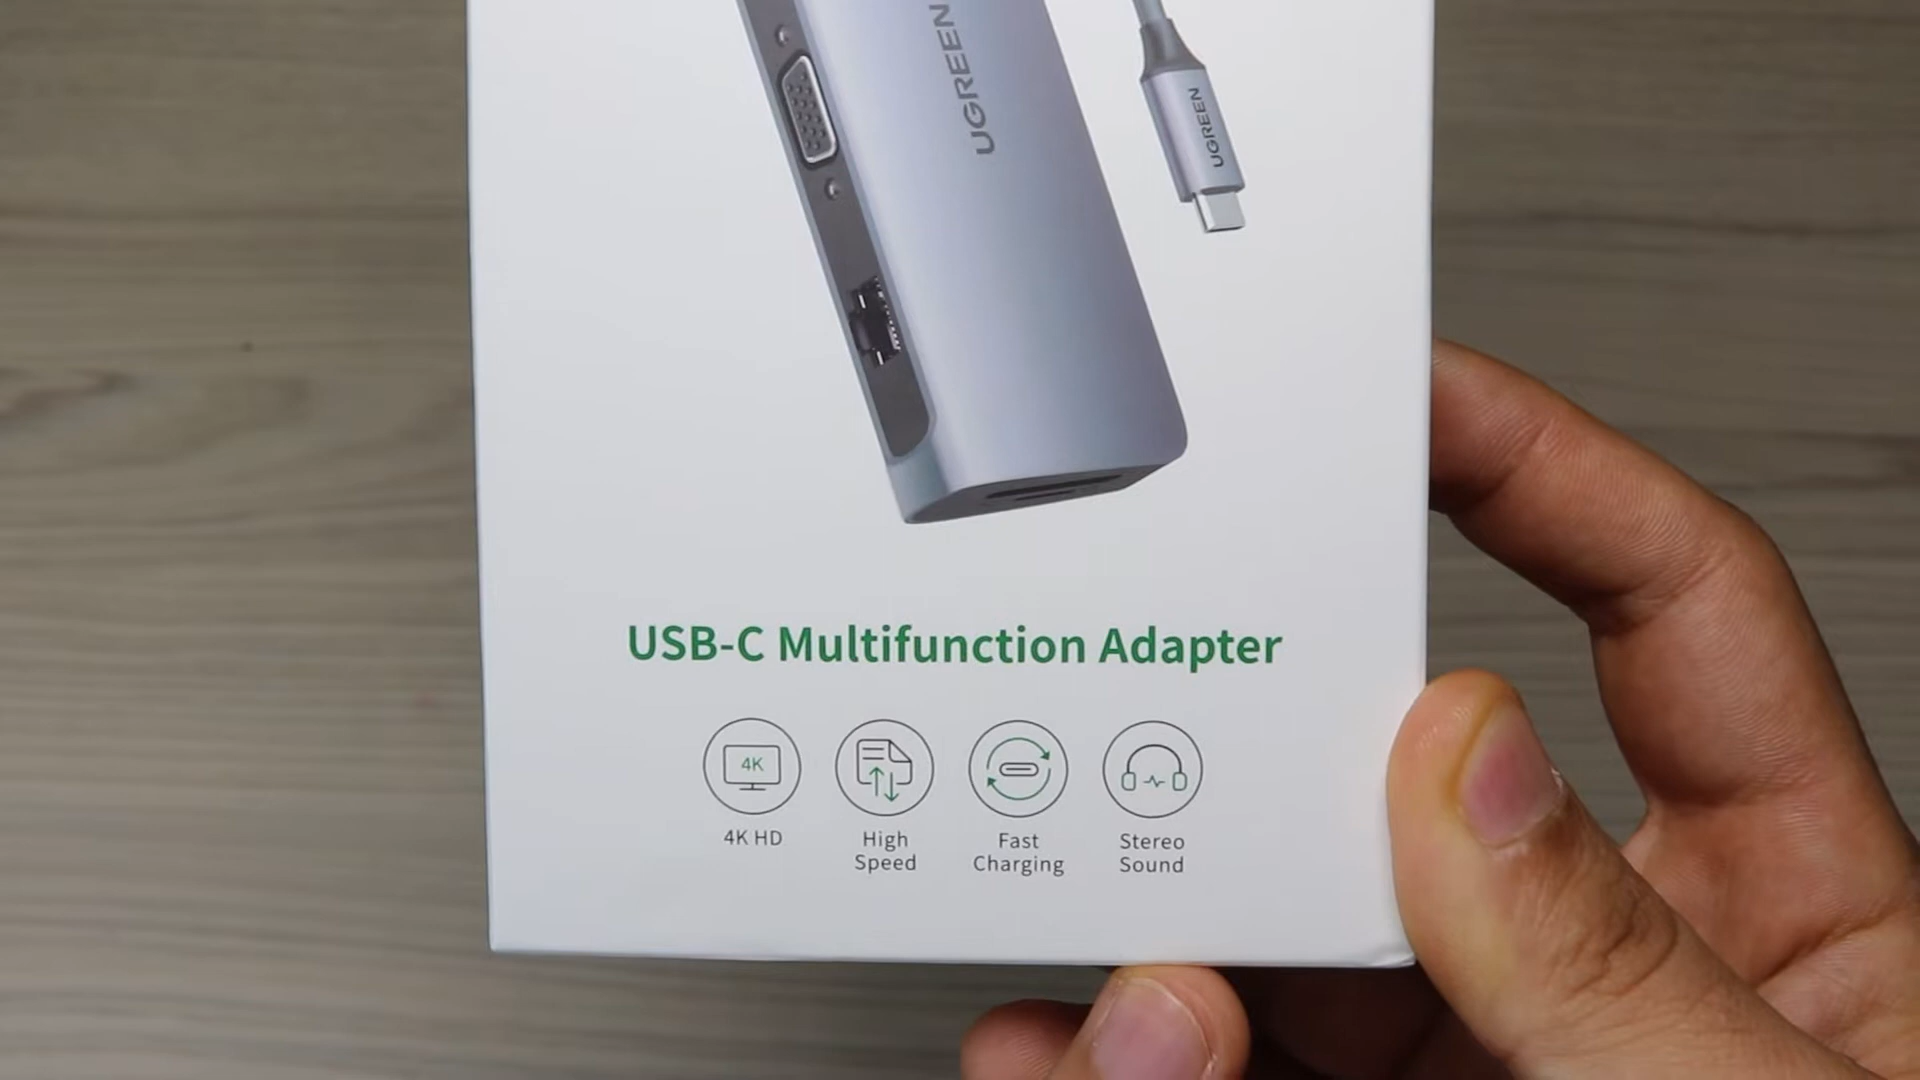 UGREEN
UGREEN
USB-C Multifunction Adapter
4K
4K HD
High
Speed
Fast
Charging
Stereo
Sound